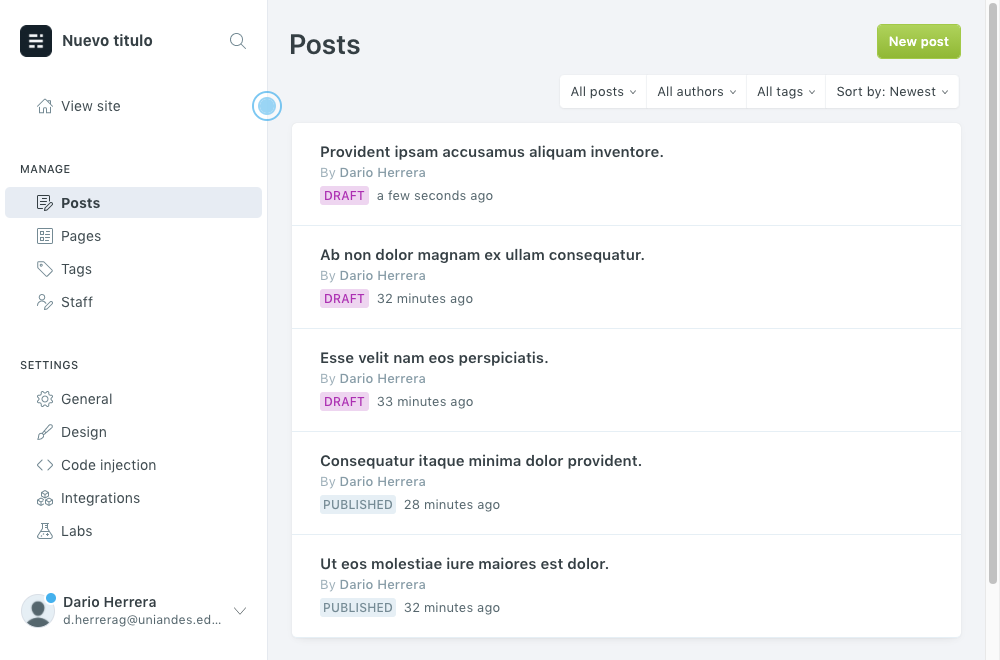 Nuevo titulo
View site
MANAGE
Posts
Pages
Tags
Staff
SETTINGS
General
Design
Code injection
Integrations
Labs
Dario Herrera
d.herrerag@uniandes.ed...
Posts
New post
All posts
All authors
All tags
Sort by: Newest
Provident ipsam accusamus aliquam inventore.
By Dario Herrera
DRAFT a few seconds ago
Ab non dolor magnam ex ullam consequatur.
By Dario Herrera
DRAFT 32 minutes ago
Esse velit nam eos perspiciatis.
By Dario Herrera
DRAFT 33 minutes ago
Consequatur itaque minima dolor provident.
By Dario Herrera
PUBLISHED 28 minutes ago
Ut eos molestiae iure maiores est dolor.
By Dario Herrera
PUBLISHED 32 minutes ago